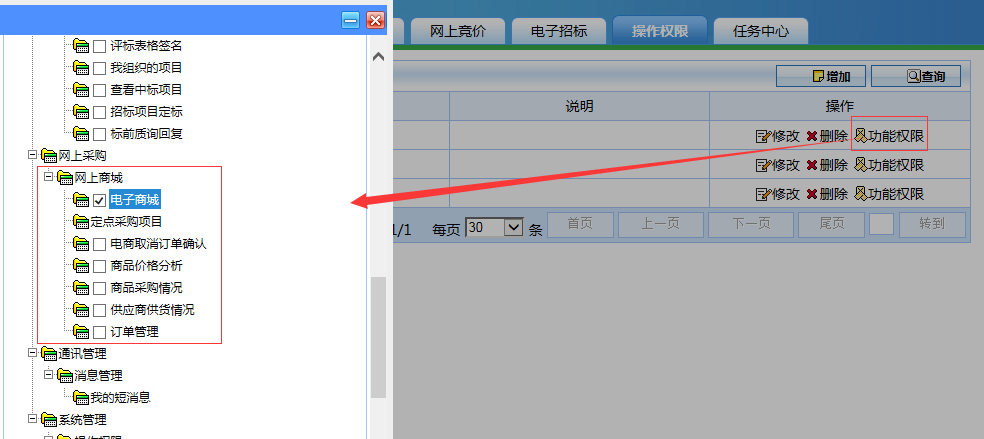 评标表格签名
我组织的项目
查看中标项目
招标项目定标
标前质询回复
网上采购
网上商城
电子商城
定点采购项目
电商取消订单确认
商品价格分析
商品采购情况
供应商供货情况
订单管理
通讯管理
消息管理
我的短消息
系统管理
操作权限
网上竞价 电子招标 操作权限 任务中心
增加 查询
说明 操作
修改 删除 功能权限
修改 删除 功能权限
修改 删除 功能权限
1/1 每页 30 条 首页 上一页 下一页 尾页 转到